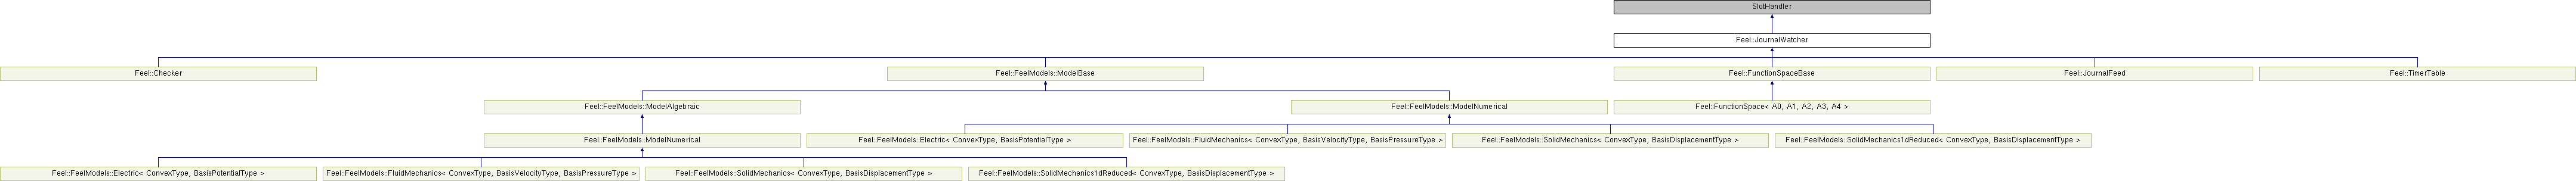 SlotHandler
Feel::JournalWatcher
Feel::Checker
Feel::FeelModels::ModelBase
Feel::FunctionSpaceBase
Feel::JournalFeed
Feel::TimerTable
Feel::FeelModels::ModelAlgebraic
Feel::FeelModels::ModelNumerical
Feel::FunctionSpace< A0, A1, A2, A3, A4 >
Feel::FeelModels::ModelNumerical
Feel::FeelModels::Electric< ConvexType, BasisPotentialType >
Feel::FeelModels::FluidMechanics< ConvexType, BasisVelocityType, BasisPressureType >
Feel::FeelModels::SolidMechanics< ConvexType, BasisDisplacementType >
Feel::FeelModels::SolidMechanics1dReduced< ConvexType, BasisDisplacementType >
Feel::FeelModels::Electric< ConvexType, BasisPotentialType >
Feel::FeelModels::FluidMechanics< ConvexType, BasisVelocityType, BasisPressureType >
Feel::FeelModels::SolidMechanics< ConvexType, BasisDisplacementType >
Feel::FeelModels::SolidMechanics1dReduced< ConvexType, BasisDisplacementType >